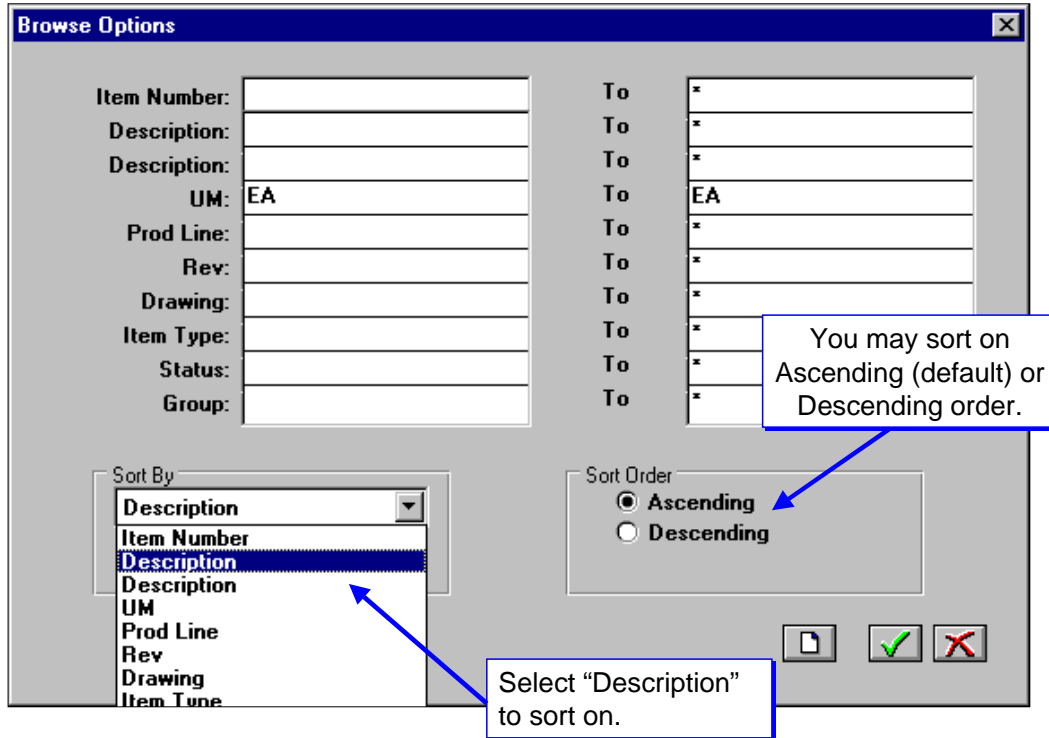 Browse Options
Item Number: To *
Description: To *
Description: To *
UM: EA To EA
Prod Line: To *
Rev: To *
Drawing: To *
Item Type: To *
Status: To *
Group: To *
You may sort on
Ascending (default) or
Descending order.
Sort By
Description
Item Number
Description
Description
UM
Prod Line
Rev
Drawing
Item Type
Sort Order
Ascending
Descending
Select “Description”
to sort on.